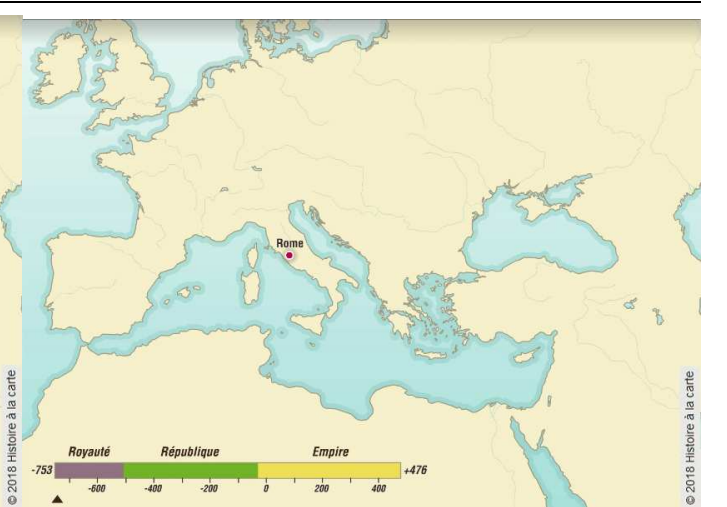 Rome
Royauté République Empire
-753 +476
-600 -400 -200 0 200 400
© 2018 Histoire à la carte
© 2018 Histoire à la carte